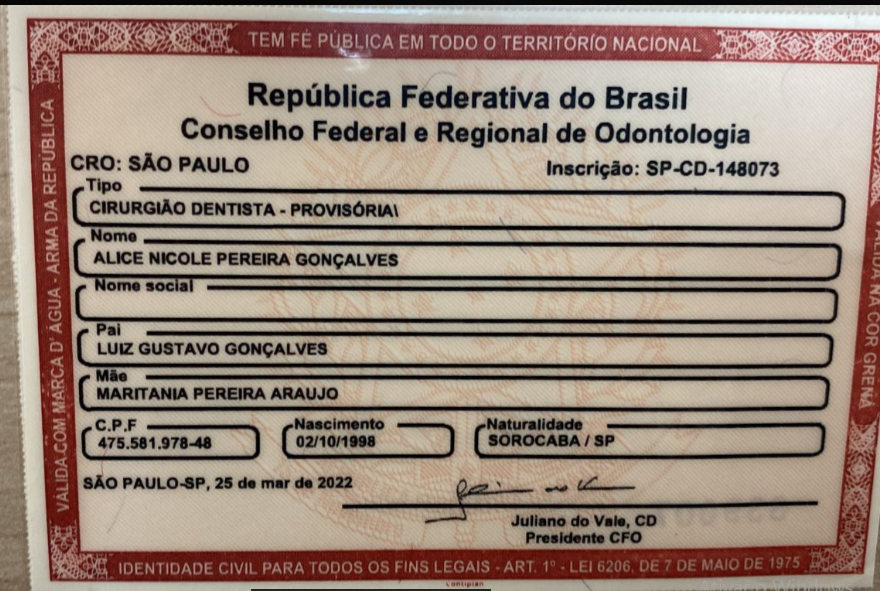 TEM FÉ PÚBLICA EM TODO O TERRITÓRIO NACIONAL
República Federativa do Brasil
Conselho Federal e Regional de Odontologia
CRO: SÃO PAULO
Inscrição: SP-CD-148073
Tipo
CIRURGIÃO DENTISTA - PROVISÓRIA\
Nome
ALICE NICOLE PEREIRA GONÇALVES
Nome social
Pai
LUIZ GUSTAVO GONÇALVES
Mãe
MARITANIA PEREIRA ARAUJO
C.P.F
475.581.978-48
Nascimento
02/10/1998
Naturalidade
SOROCABA / SP
SÃO PAULO-SP, 25 de mar de 2022
Juliano do Vale, CD
Presidente CFO
IDENTIDADE CIVIL PARA TODOS OS FINS LEGAIS - ART. 1º - LEI 6206, DE 7 DE MAIO DE 1975
VÁLIDA COM MARCA D' ÁGUA - ARMA DA REPÚBLICA
VÁLIDA NA COR GRENÁ
Contiplan